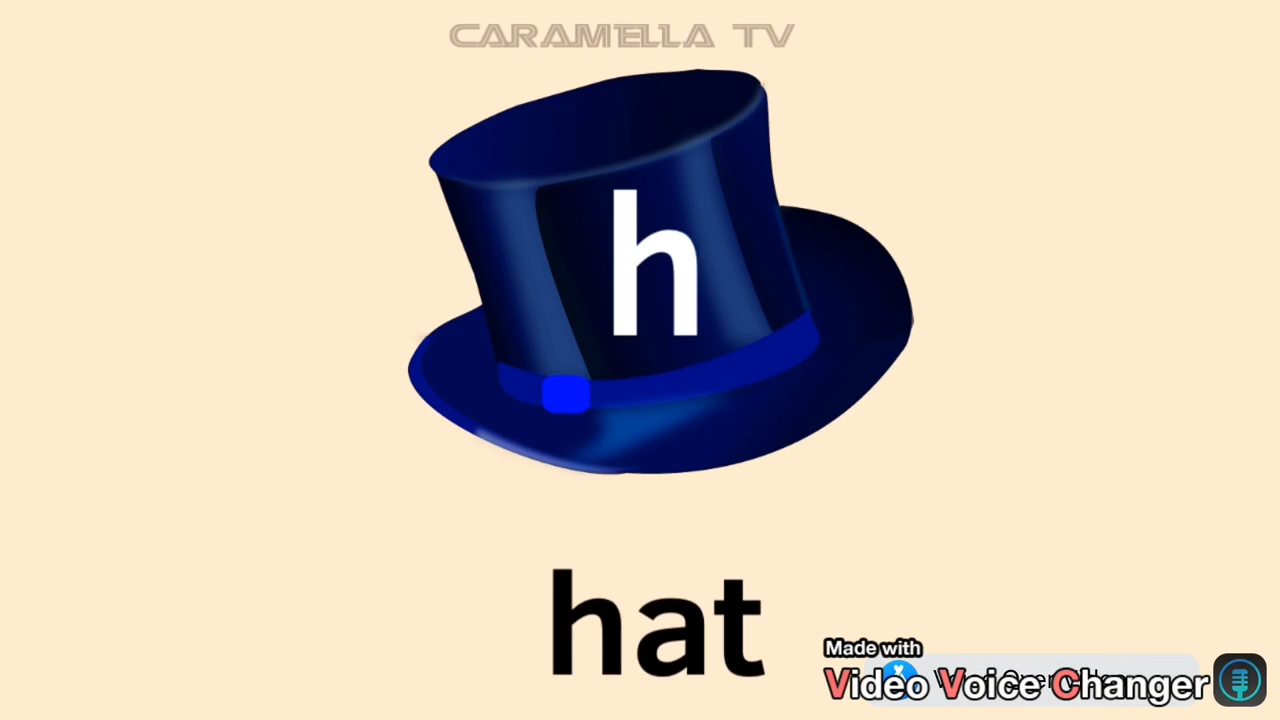 CARAMELLA TV
h
hat
Made with
Video Voice Changer